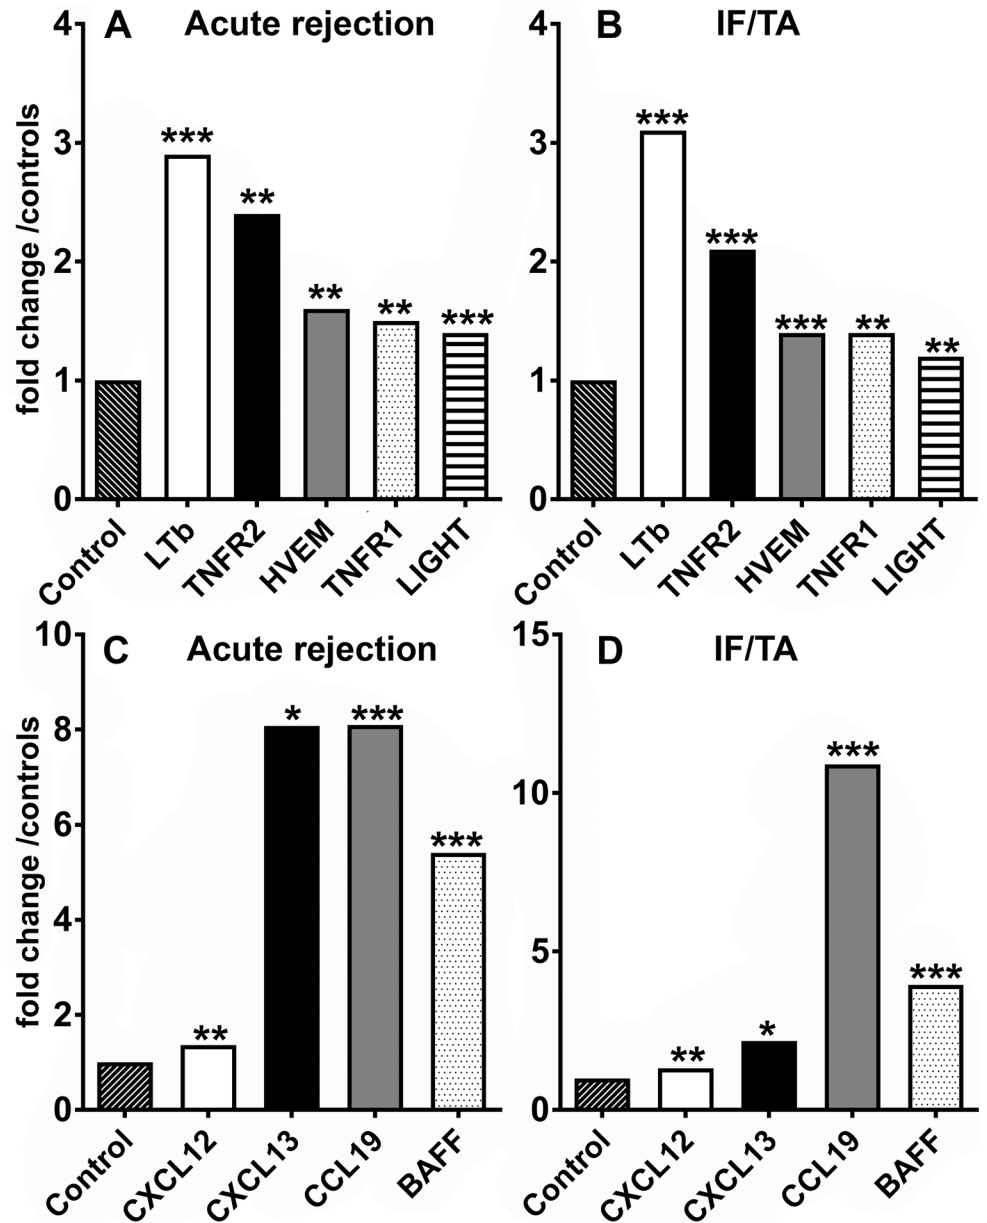 A Acute rejection
fold change /controls
4
3
2
1
0
***
**
**
**
***
Control
LTb
TNFR2
HVEM
TNFR1
LIGHT
B IF/TA
4
3
2
1
0
***
***
***
**
**
Control
LTb
TNFR2
HVEM
TNFR1
LIGHT
C Acute rejection
fold change /controls
10
8
6
4
2
0
**
*
***
***
Control
CXCL12
CXCL13
CCL19
BAFF
D IF/TA
15
10
5
0
**
*
***
***
Control
CXCL12
CXCL13
CCL19
BAFF